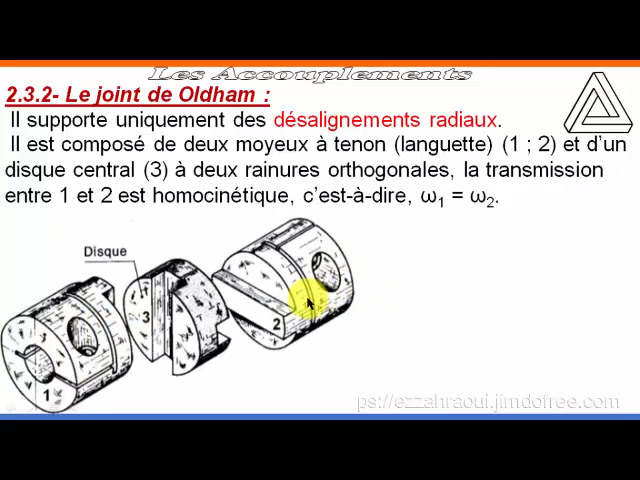 Les Accouplements
2.3.2- Le joint de Oldham :
Il supporte uniquement des désalignements radiaux.
Il est composé de deux moyeux à tenon (languette) (1 ; 2) et d’un
disque central (3) à deux rainures orthogonales, la transmission
entre 1 et 2 est homocinétique, c’est-à-dire, ω₁ = ω₂.
Disque
3
2
1
ps://ezzahraoui.jimdofree.com